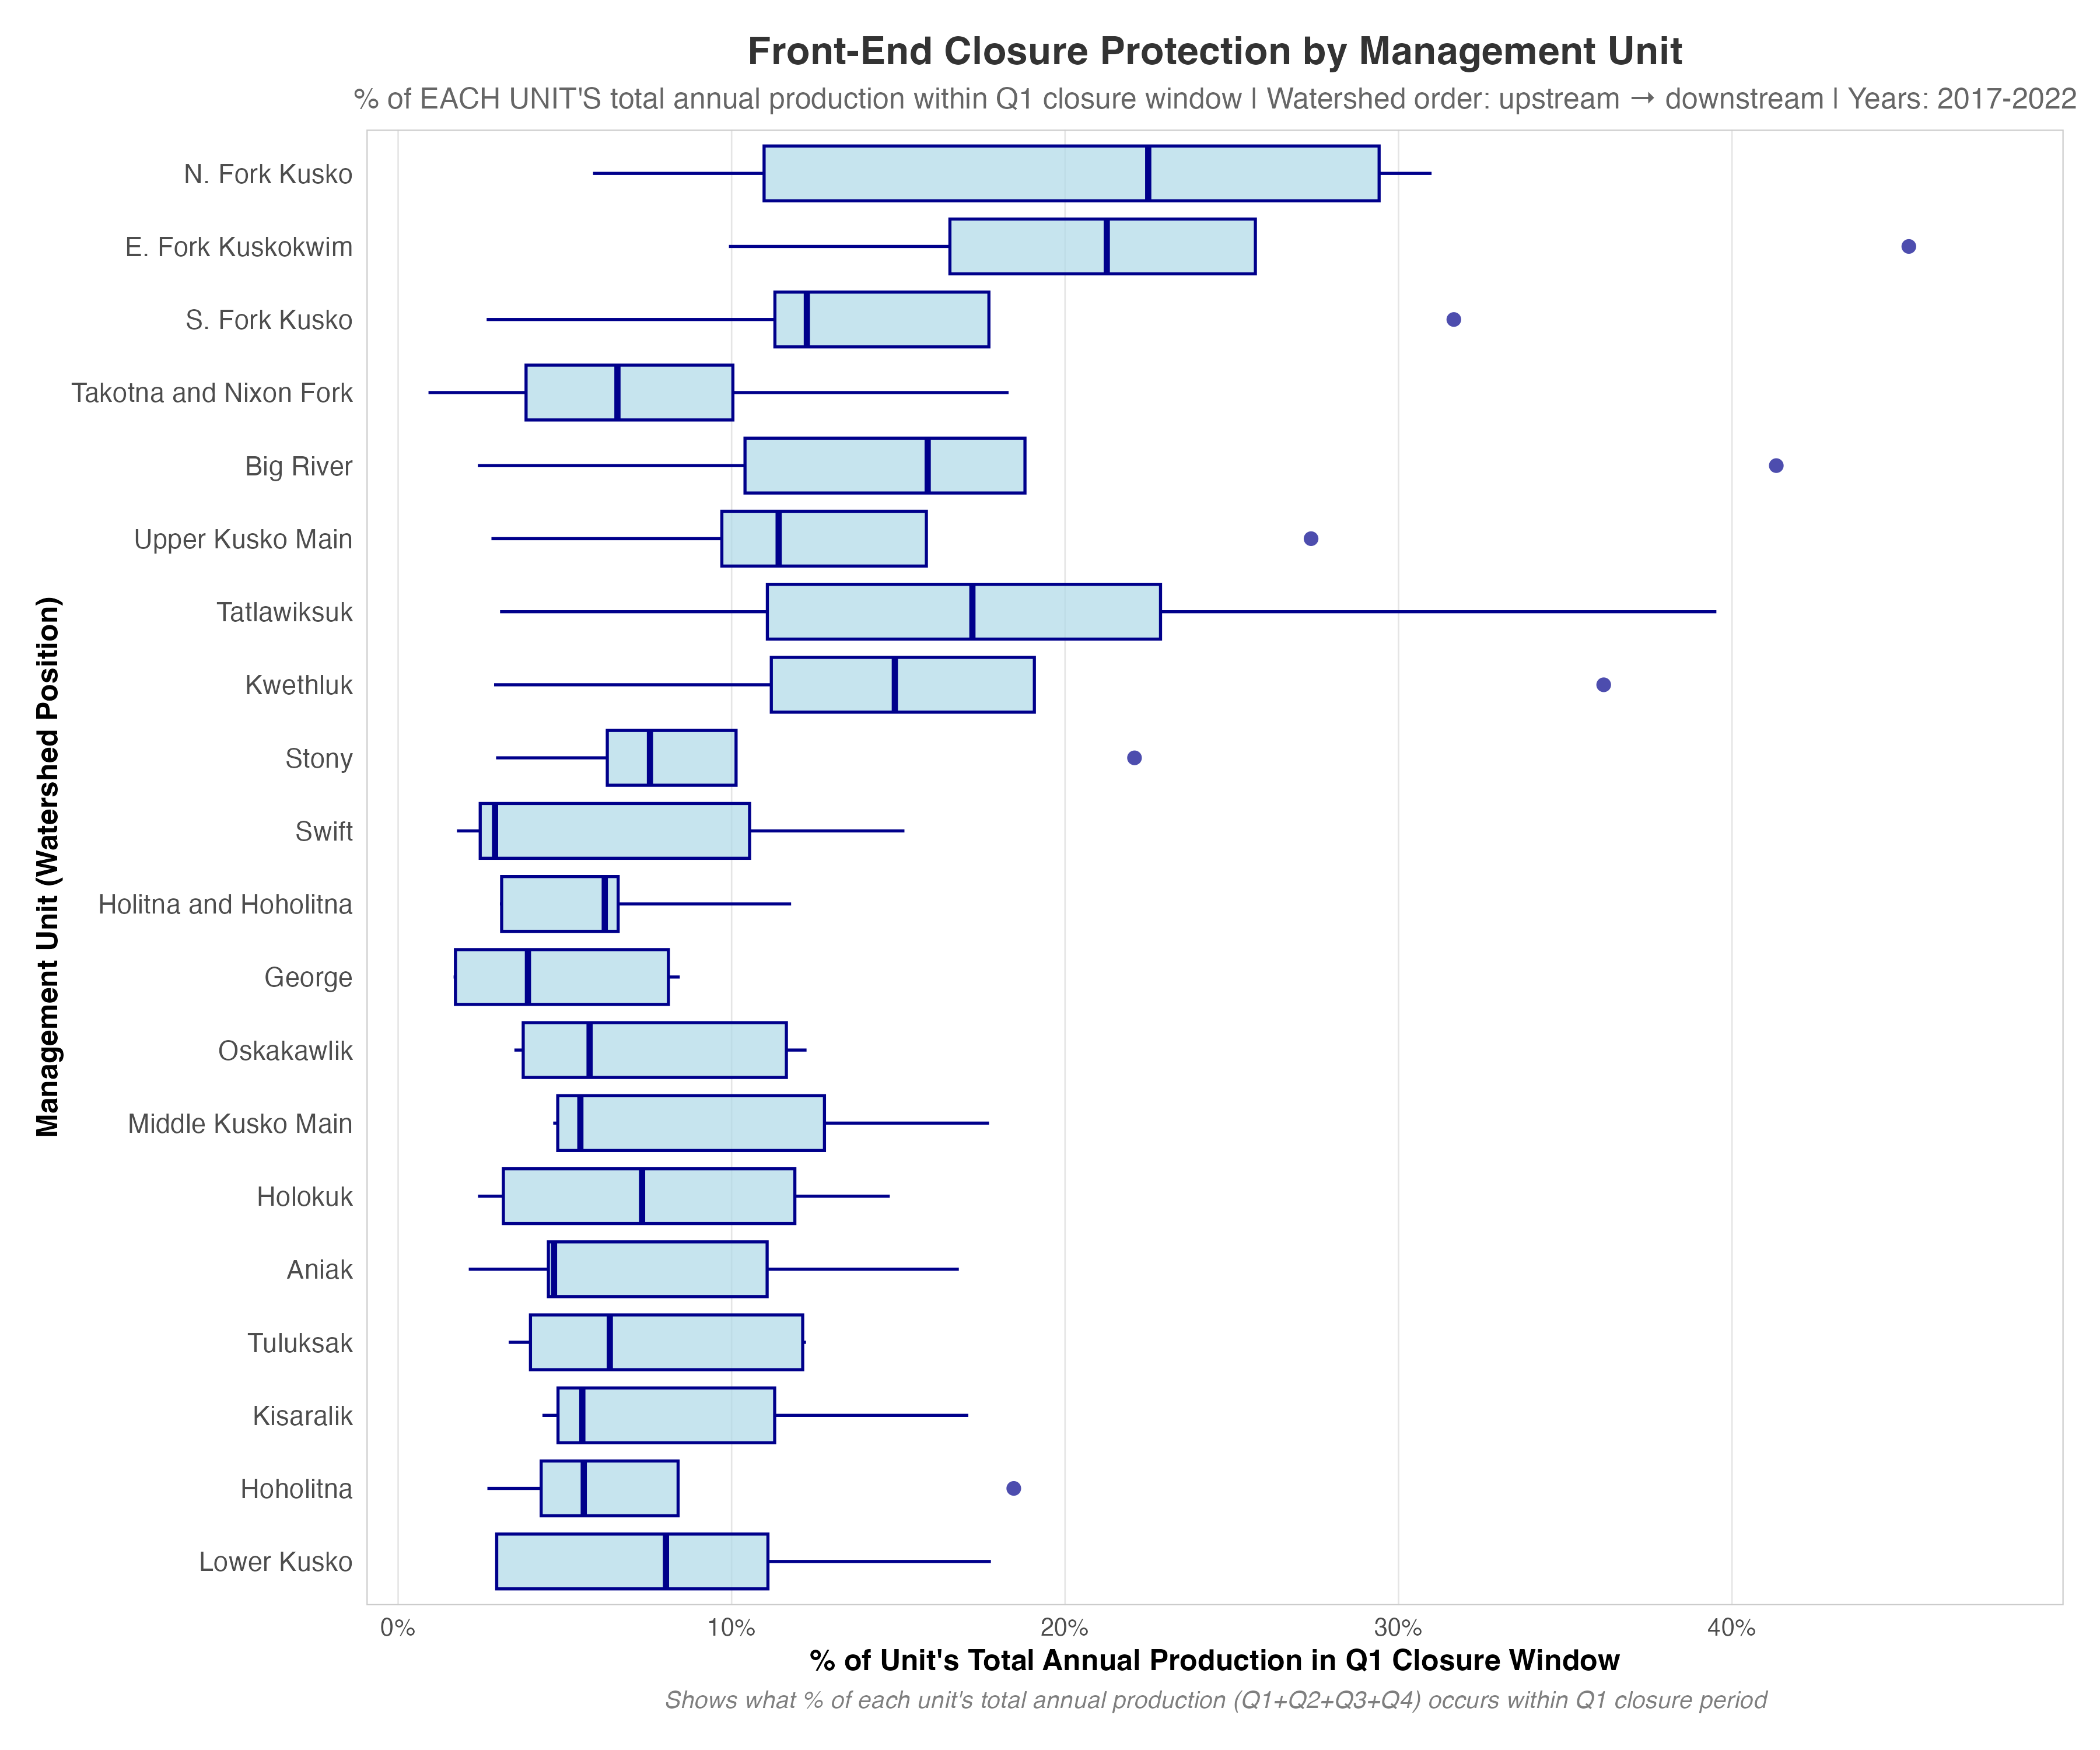 Front-End Closure Protection by Management Unit
% of EACH UNIT'S total annual production within Q1 closure window | Watershed order: upstream → downstream | Years: 2017-2022
Management Unit (Watershed Position)
N. Fork Kusko
E. Fork Kuskokwim
S. Fork Kusko
Takotna and Nixon Fork
Big River
Upper Kusko Main
Tatlawiksuk
Kwethluk
Stony
Swift
Holitna and Hoholitna
George
Oskakawlik
Middle Kusko Main
Holokuk
Aniak
Tuluksak
Kisaralik
Hoholitna
Lower Kusko
0% 10% 20% 30% 40%
% of Unit's Total Annual Production in Q1 Closure Window
Shows what % of each unit's total annual production (Q1+Q2+Q3+Q4) occurs within Q1 closure period